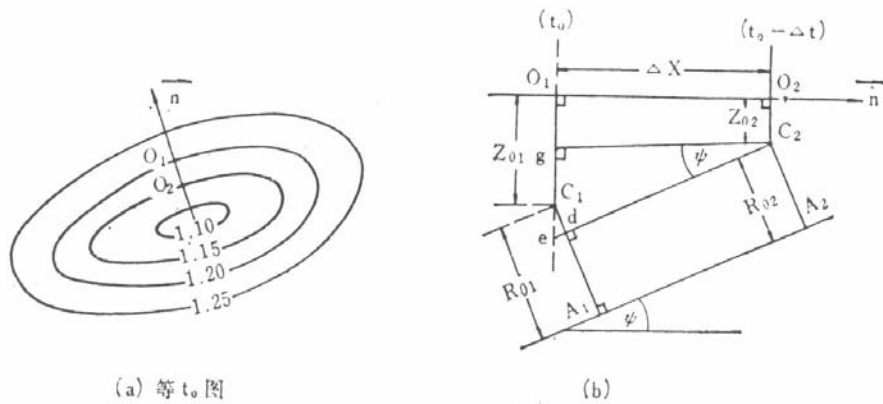 n
O₁
O₂
1.10
1.15
1.20
1.25
(a) 等 t₀ 图
(t₀)
(t₀−Δt)
O₁
ΔX
O₂
n
Z₀₁
Z₀₂
g
ψ
C₂
C₁
d
e
R₀₁
R₀₂
A₂
A₁
ψ
(b)